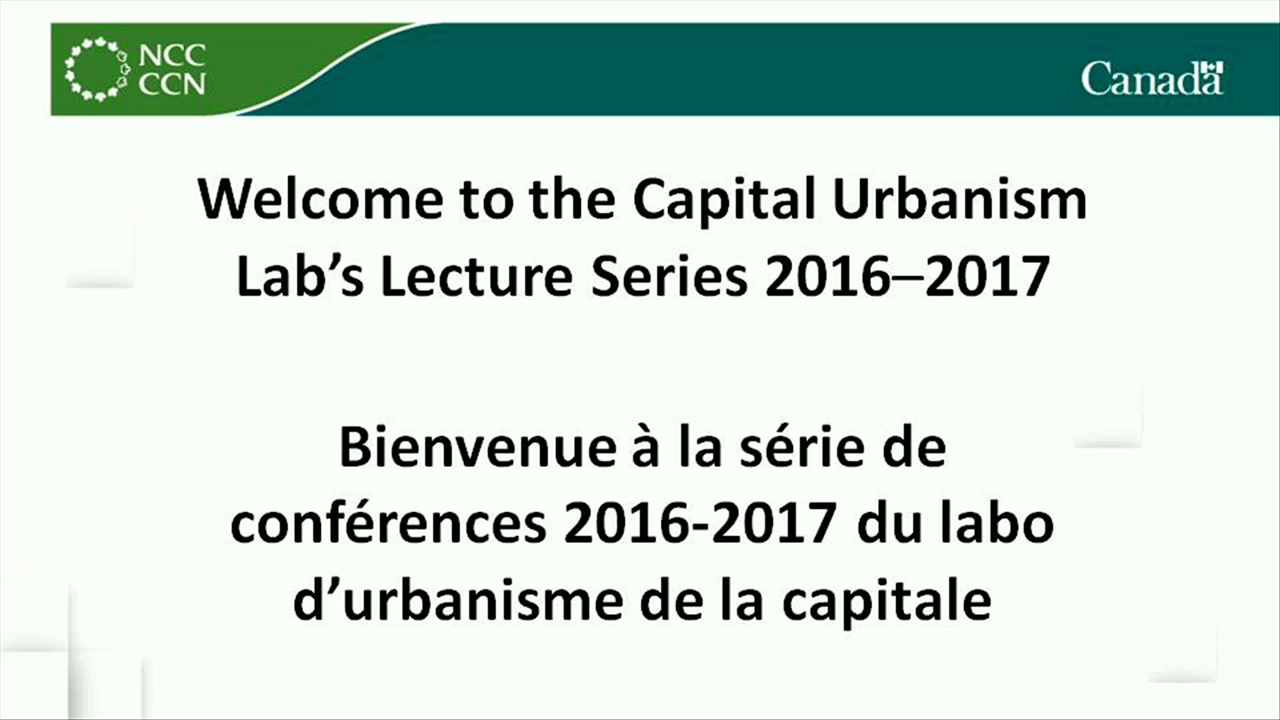 NCC
CCN
Canada
Welcome to the Capital Urbanism
Lab’s Lecture Series 2016–2017
Bienvenue à la série de
conférences 2016-2017 du labo
d’urbanisme de la capitale